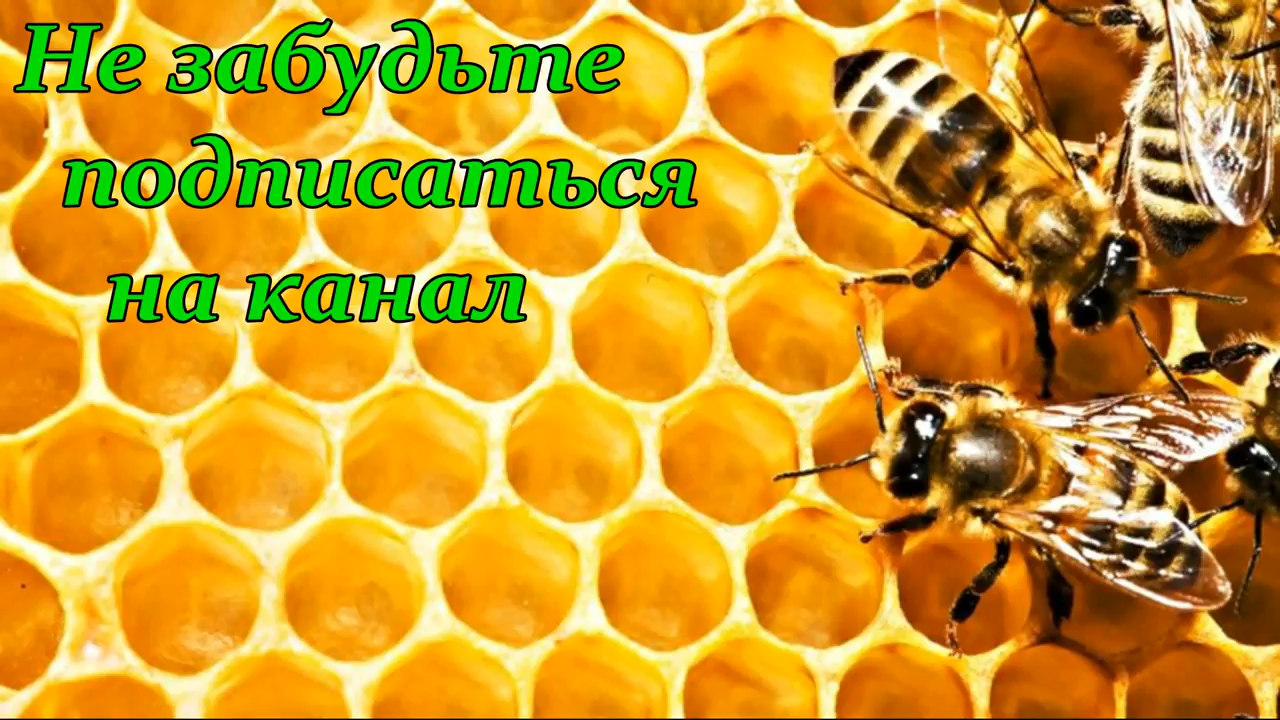 Не забудьте
подписаться
на канал